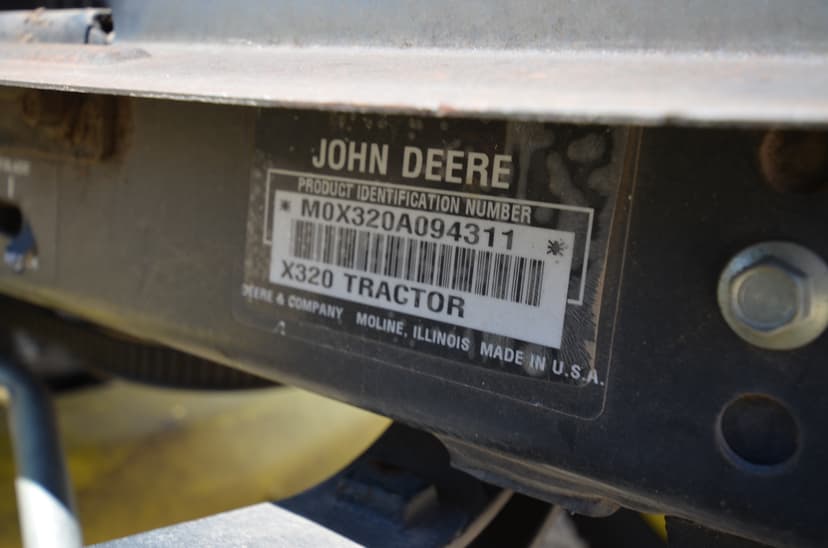 JOHN DEERE
PRODUCT IDENTIFICATION NUMBER
* M0X320A094311 *
X320 TRACTOR
DEERE & COMPANY MOLINE, ILLINOIS MADE IN U.S.A.